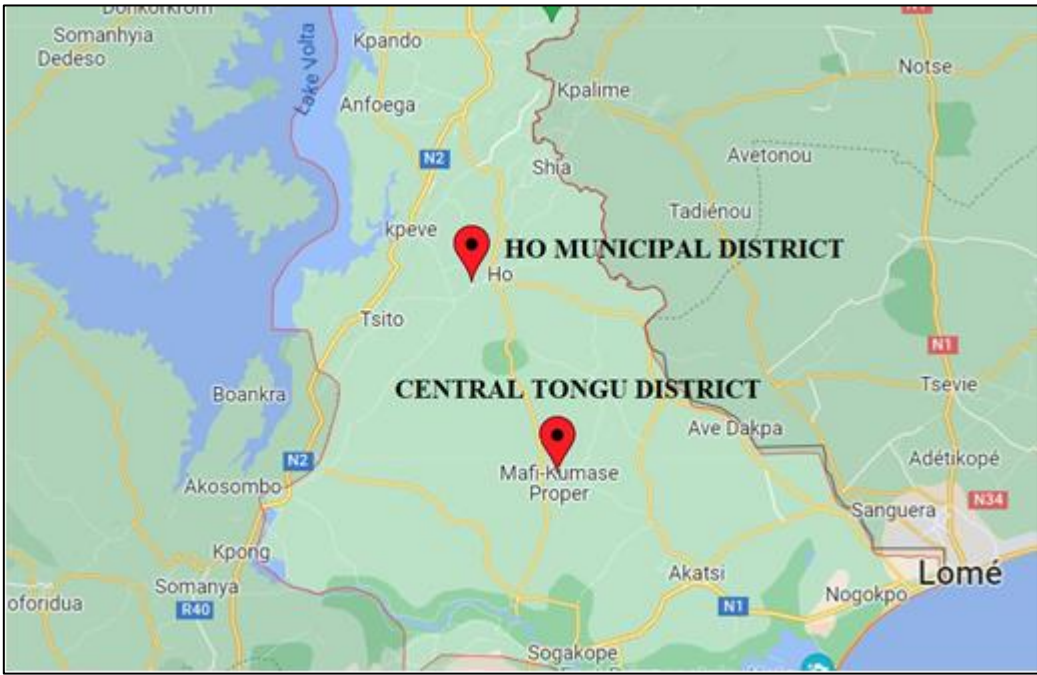 Donkorkrom
Somanhyia
Dedeso
Lake Volta
Kpando
Notse
Kpalime
Anfoega
N2
Shia
Avetonou
Tadiénou
kpeve
HO MUNICIPAL DISTRICT
Ho
Tsito
N1
Tsevie
Boankra
CENTRAL TONGU DISTRICT
Ave Dakpa
N2
Akosombo
Mafi-Kumase
Proper
Adétikopé
N34
Sanguera
Kpong
Somanya
Akatsi
Lomé
oforidua
R40
N1
Nogokpo
Sogakope